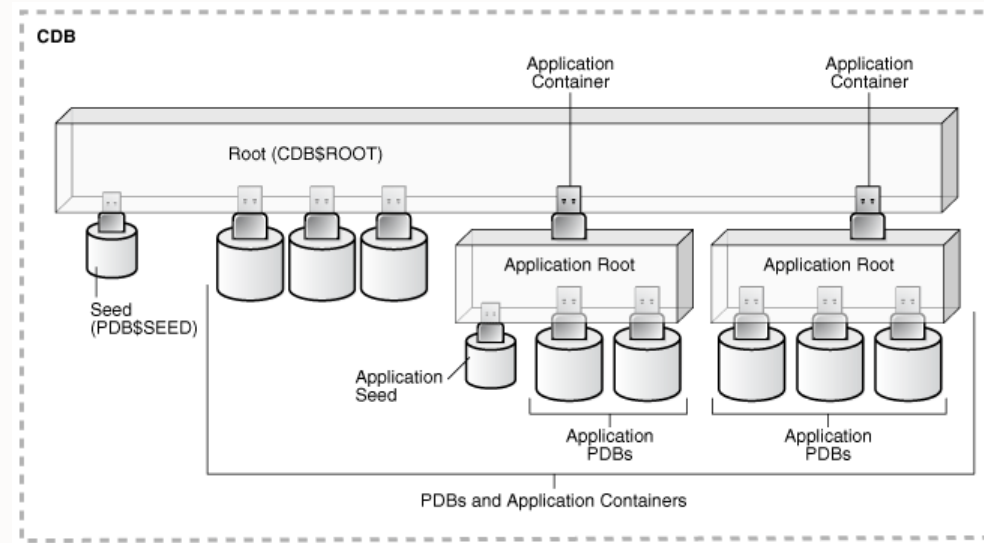 CDB
Application
Container
Application
Container
Root (CDB$ROOT)
Application Root
Application Root
Seed
(PDB$SEED)
Application
Seed
Application
PDBs
Application
PDBs
PDBs and Application Containers